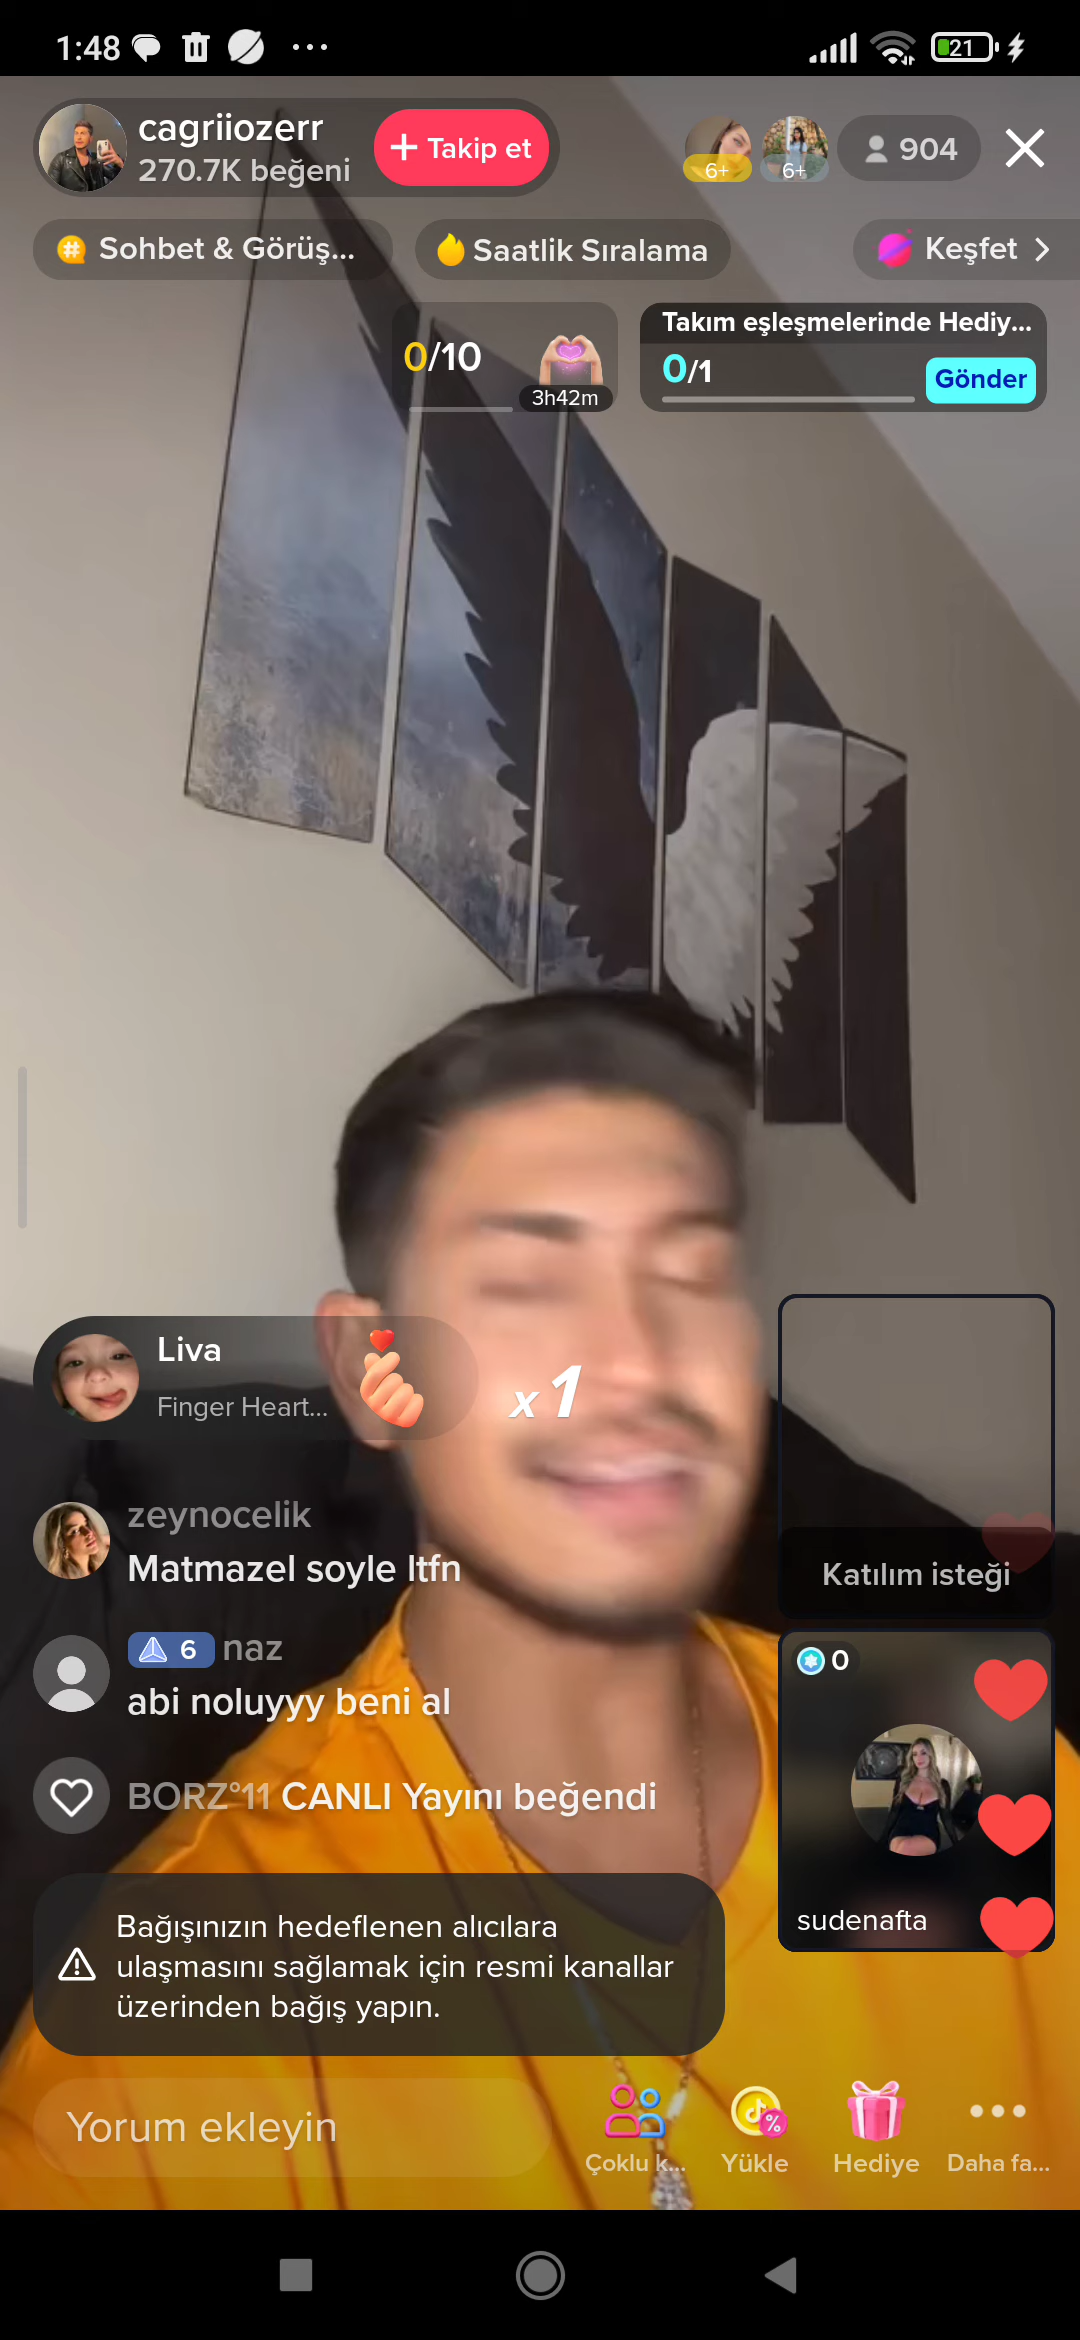 1:48
21
cagriiozerr
270.7K beğeni
+ Takip et
6+
6+
904
Sohbet & Görüş...
Saatlik Sıralama
Keşfet
0/10
3h42m
Takım eşleşmelerinde Hediy...
0/1
Gönder
Liva
Finger Heart...
x 1
zeynocelik
Matmazel soyle ltfn
6 naz
abi noluyyy beni al
BORZ°11 CANLI Yayını beğendi
Katılım isteği
0
sudenafta
Bağışınızın hedeflenen alıcılara
ulaşmasını sağlamak için resmi kanallar
üzerinden bağış yapın.
Yorum ekleyin
Çoklu k...
Yükle
Hediye
Daha fa...